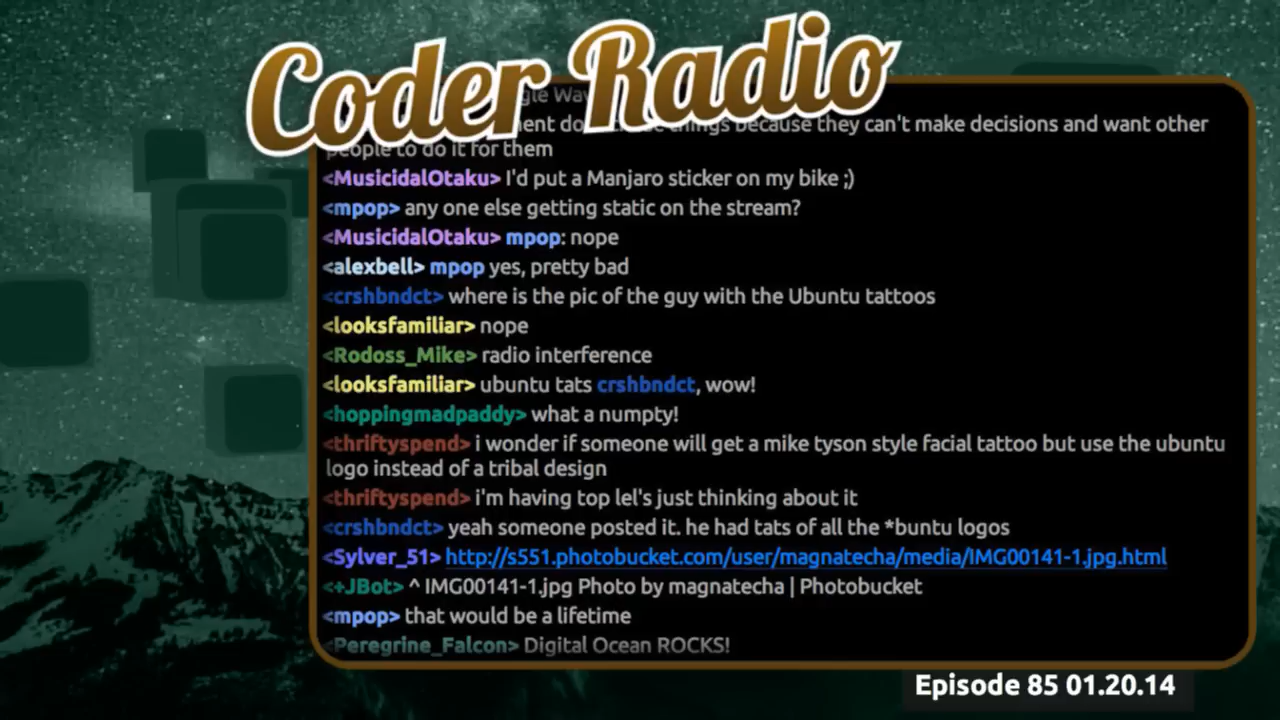 Coder Radio
gle Wav
ent do things because they can't make decisions and want other
people to do it for them
<MusicidalOtaku> I'd put a Manjaro sticker on my bike ;)
<mpop> any one else getting static on the stream?
<MusicidalOtaku> mpop: nope
<alexbell> mpop yes, pretty bad
<crshbndct> where is the pic of the guy with the Ubuntu tattoos
<looksfamiliar> nope
<Rodoss_Mike> radio interference
<looksfamiliar> ubuntu tats crshbndct, wow!
<hoppingmadpaddy> what a numpty!
<thriftyspend> i wonder if someone will get a mike tyson style facial tattoo but use the ubuntu
logo instead of a tribal design
<thriftyspend> i'm having top lel's just thinking about it
<crshbndct> yeah someone posted it. he had tats of all the *buntu logos
<Sylver_51> http://s551.photobucket.com/user/magnatecha/media/IMG00141-1.jpg.html
<+JBot> ^ IMG00141-1.jpg Photo by magnatecha | Photobucket
<mpop> that would be a lifetime
<Peregrine_Falcon> Digital Ocean ROCKS!
Episode 85 01.20.14